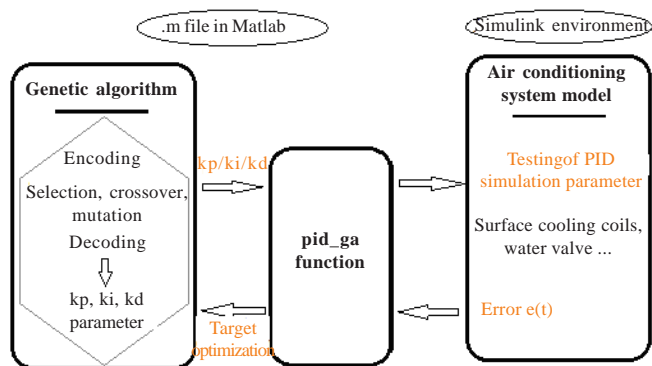 .m file in Matlab
Simulink environment
Genetic algorithm
Encoding
Selection, crossover,
mutation
Decoding
kp, ki, kd
parameter
kp/ki/kd
Target
optimization
pid_ga
function
Air conditioning
system model
Testingof PID
simulation parameter
Surface cooling coils,
water valve ...
Error e(t)